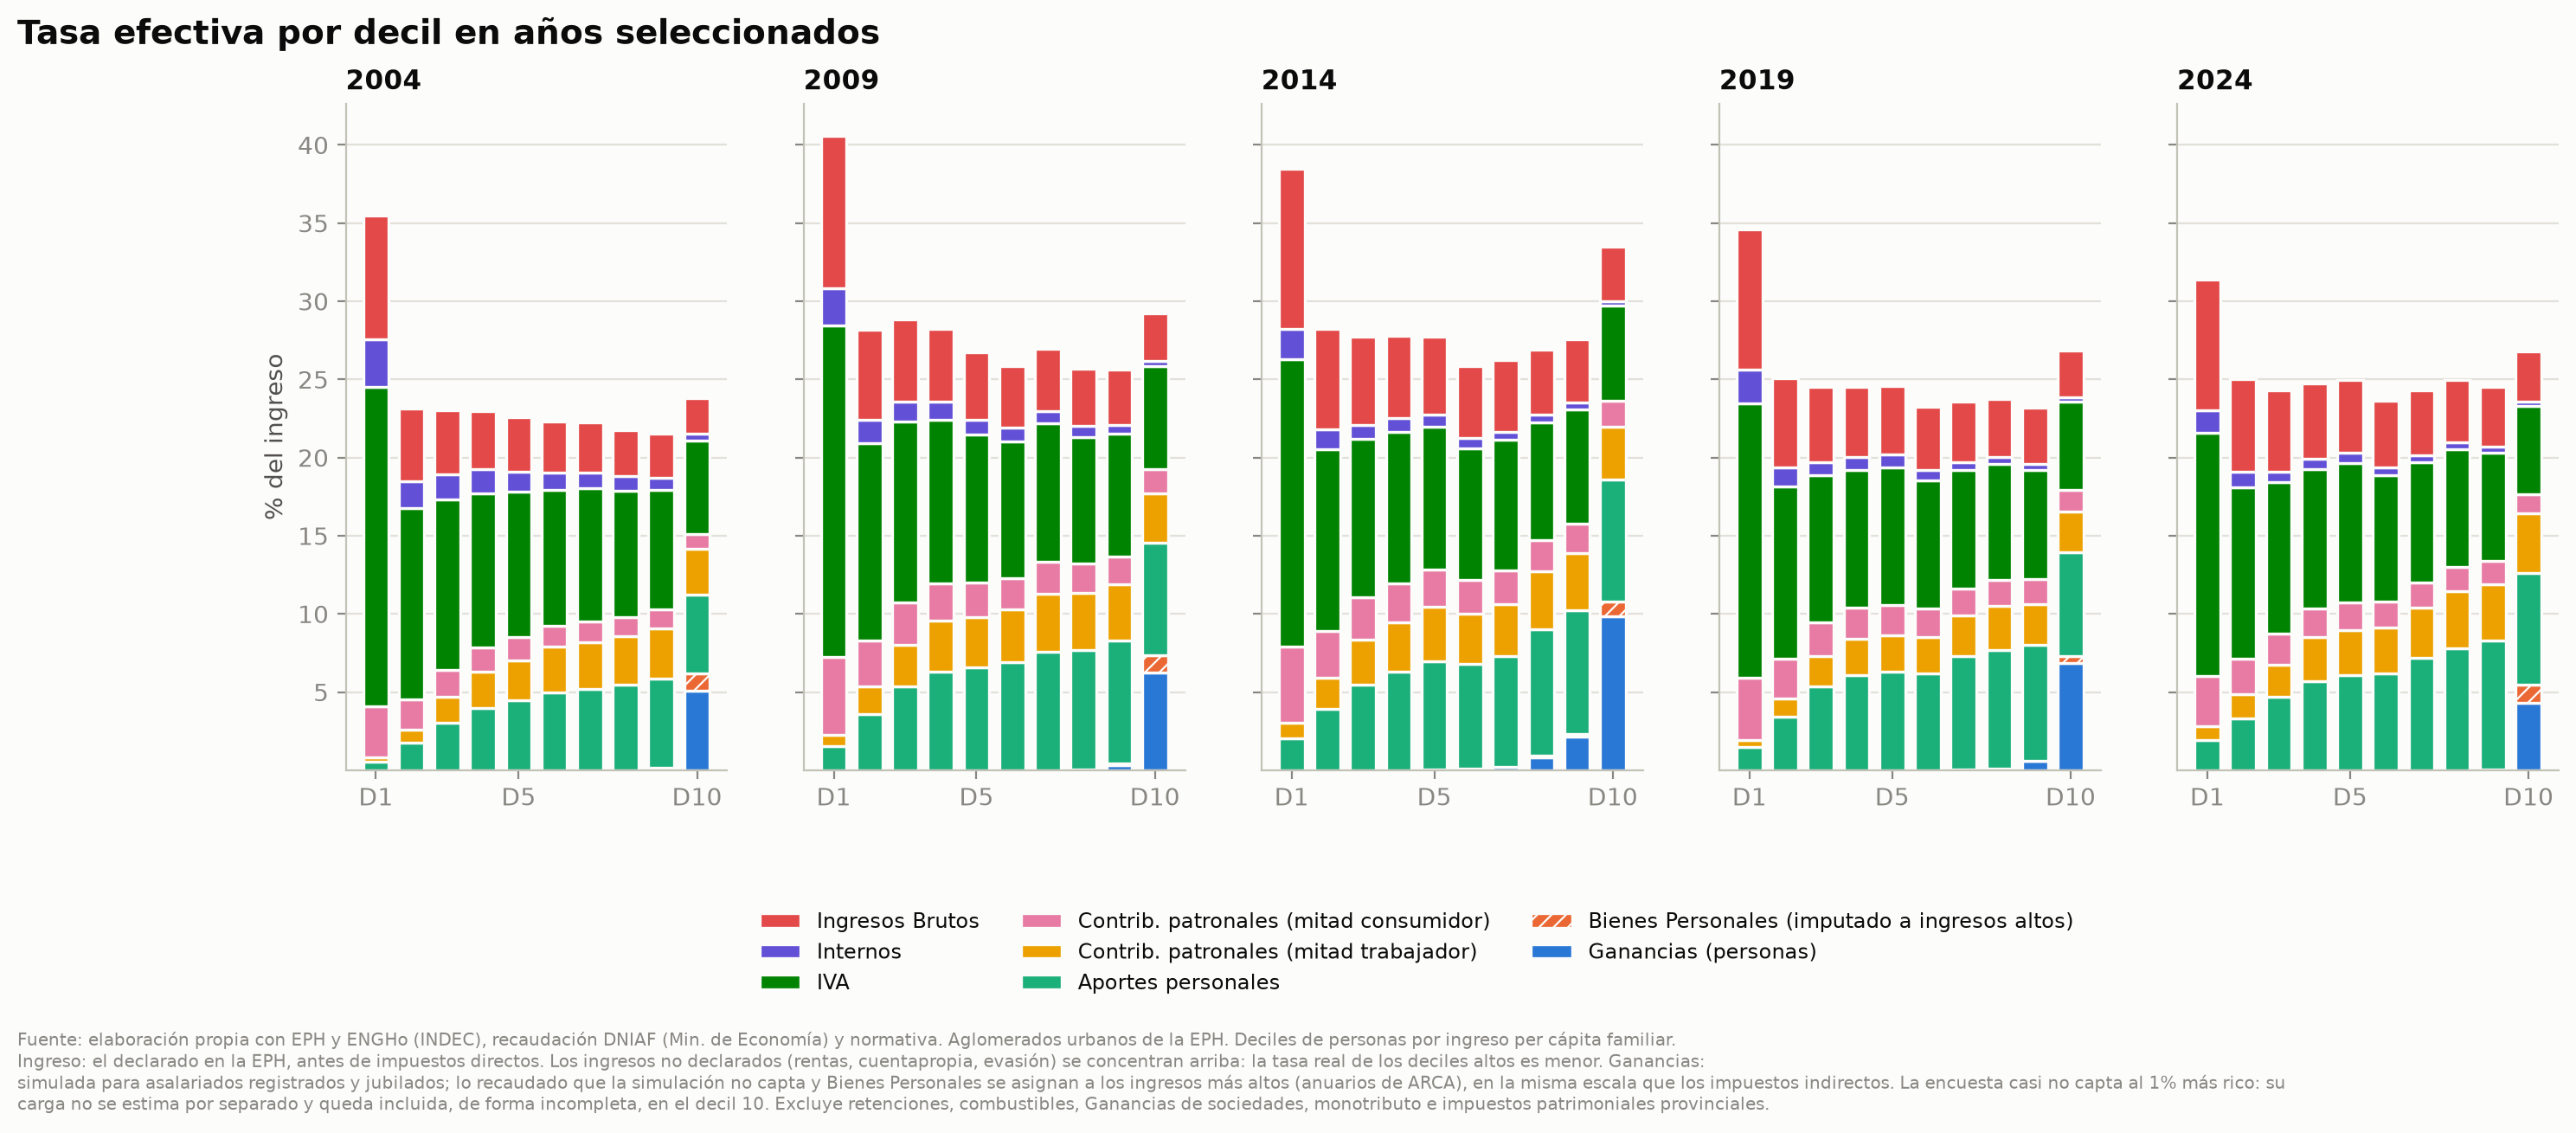 Tasa efectiva por decil en años seleccionados
2004
2009
2014
2019
2024
% del ingreso
40
35
30
25
20
15
10
5
D1
D5
D10
D1
D5
D10
D1
D5
D10
D1
D5
D10
D1
D5
D10
Ingresos Brutos
Internos
IVA
Contrib. patronales (mitad consumidor)
Contrib. patronales (mitad trabajador)
Aportes personales
Bienes Personales (imputado a ingresos altos)
Ganancias (personas)
Fuente: elaboración propia con EPH y ENGHo (INDEC), recaudación DNIAF (Min. de Economía) y normativa. Aglomerados urbanos de la EPH. Deciles de personas por ingreso per cápita familiar.
Ingreso: el declarado en la EPH, antes de impuestos directos. Los ingresos no declarados (rentas, cuentapropia, evasión) se concentran arriba: la tasa real de los deciles altos es menor. Ganancias:
simulada para asalariados registrados y jubilados; lo recaudado que la simulación no capta y Bienes Personales se asignan a los ingresos más altos (anuarios de ARCA), en la misma escala que los impuestos indirectos. La encuesta casi no capta al 1% más rico: su
carga no se estima por separado y queda incluida, de forma incompleta, en el decil 10. Excluye retenciones, combustibles, Ganancias de sociedades, monotributo e impuestos patrimoniales provinciales.